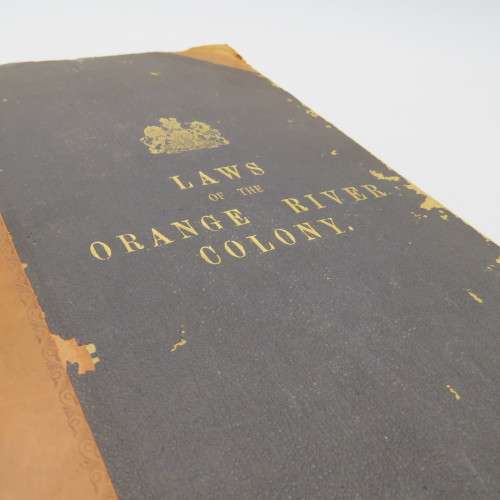 LAWS
OF THE
ORANGE RIVER
COLONY.